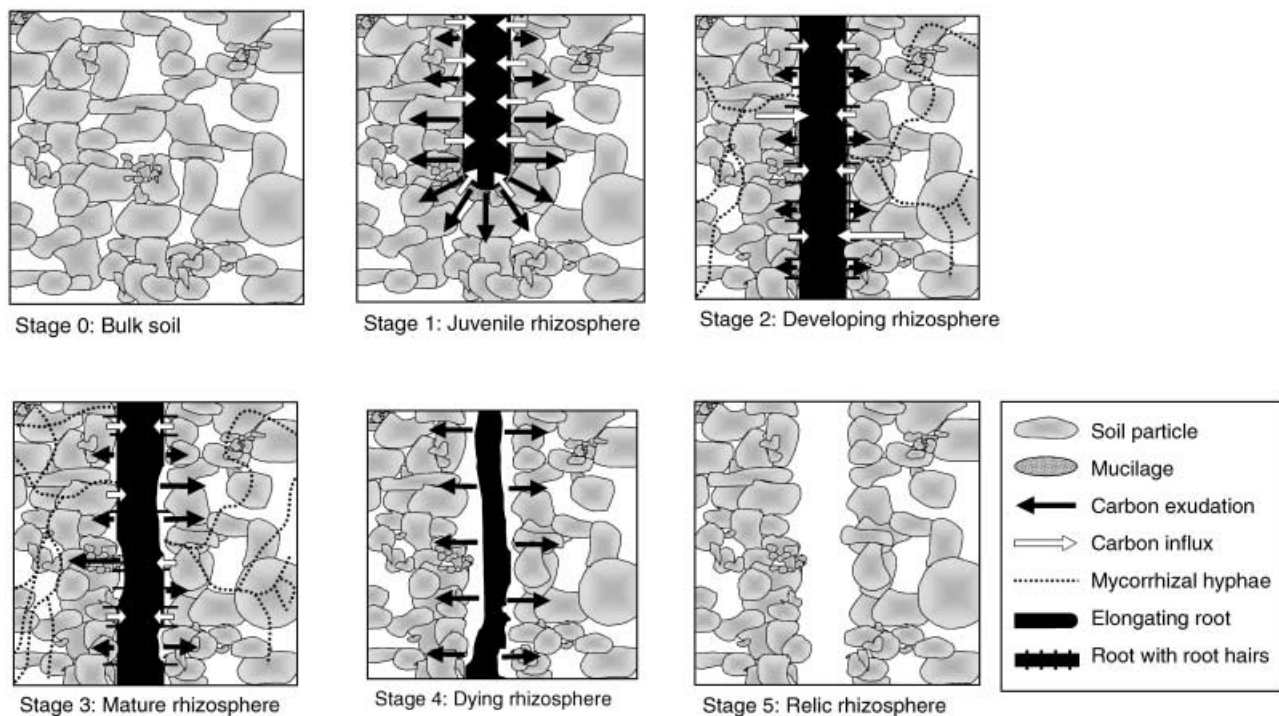 Stage 0: Bulk soil
Stage 1: Juvenile rhizosphere
Stage 2: Developing rhizosphere
Stage 3: Mature rhizosphere
Stage 4: Dying rhizosphere
Stage 5: Relic rhizosphere
Soil particle
Mucilage
Carbon exudation
Carbon influx
Mycorrhizal hyphae
Elongating root
Root with root hairs